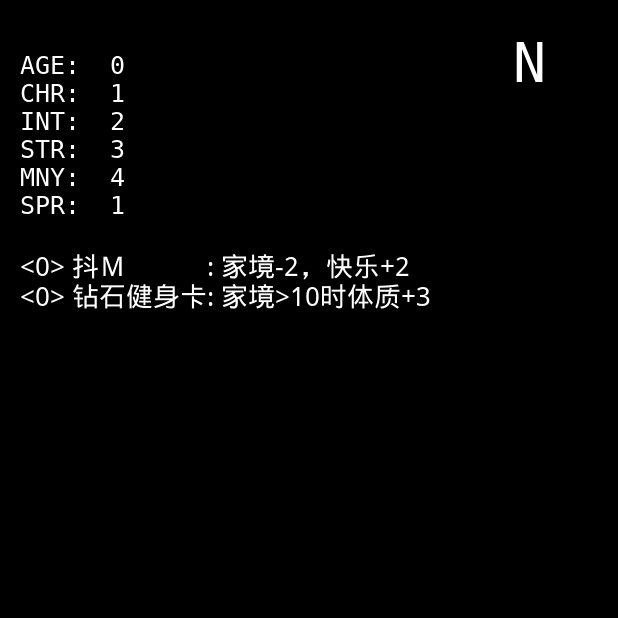 N
AGE: 0
CHR: 1
INT: 2
STR: 3
MNY: 4
SPR: 1
<0> 抖M : 家境-2，快乐+2
<0> 钻石健身卡: 家境>10时体质+3